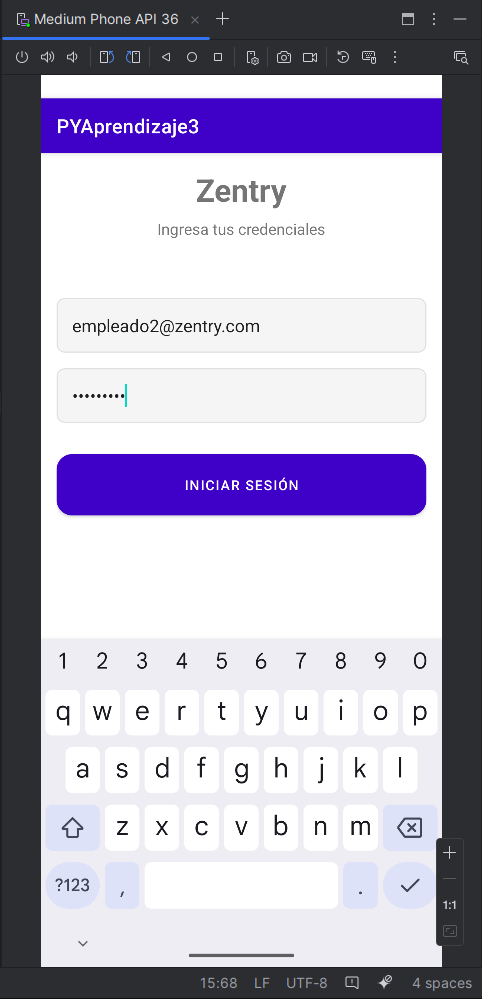 Medium Phone API 36
PYAprendizaje3
Zentry
Ingresa tus credenciales
empleado2@zentry.com
•••••••••
INICIAR SESIÓN
1 2 3 4 5 6 7 8 9 0
q w e r t y u i o p
a s d f g h j k l
z x c v b n m
?123 , .
1:1
15:68 LF UTF-8 4 spaces